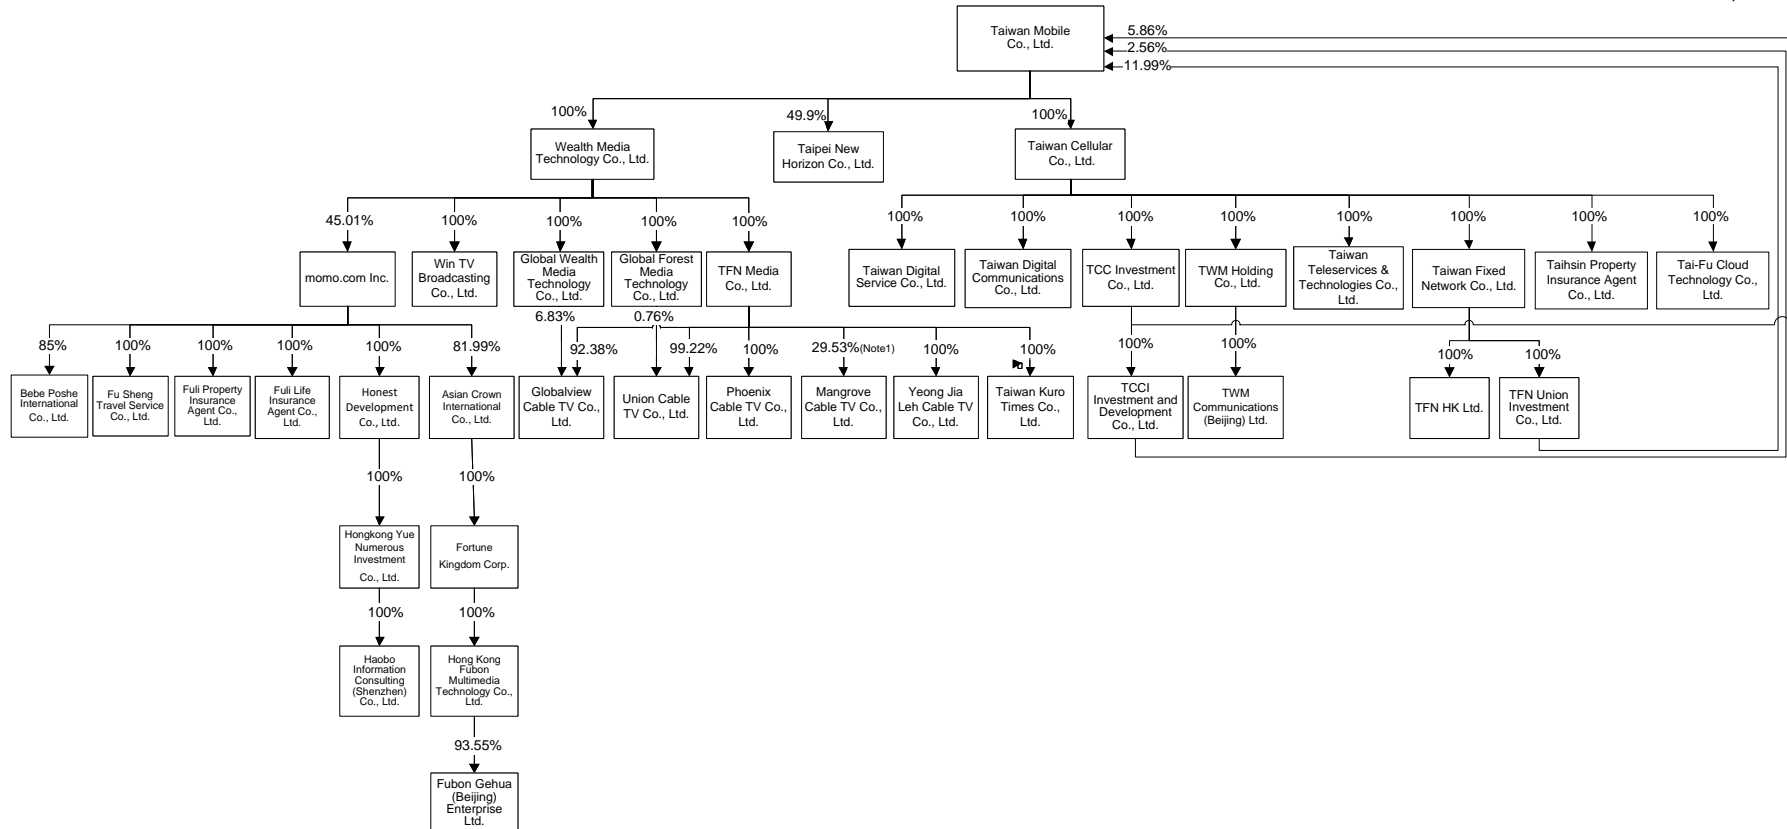 Taiwan Mobile
Co., Ltd.
5.86%
2.56%
11.99%
100%
49.9%
100%
Wealth Media
Technology Co., Ltd.
Taipei New
Horizon Co., Ltd.
Taiwan Cellular
Co., Ltd.
45.01%
100%
100%
100%
100%
100%
100%
100%
100%
100%
100%
100%
100%
momo.com Inc.
Win TV
Broadcasting
Co., Ltd.
Global Wealth
Media
Technology
Co., Ltd.
Global Forest
Media
Technology
Co., Ltd.
TFN Media
Co., Ltd.
Taiwan Digital
Service Co., Ltd.
Taiwan Digital
Communications
Co., Ltd.
TCC Investment
Co., Ltd.
TWM Holding
Co., Ltd.
Taiwan
Teleservices &
Technologies Co.,
Ltd.
Taiwan Fixed
Network Co., Ltd.
Taihsin Property
Insurance Agent
Co., Ltd.
Tai-Fu Cloud
Technology Co.,
Ltd.
6.83%
0.76%
85%
100%
100%
100%
100%
81.99%
92.38%
99.22%
100%
29.53%(Note1)
100%
100%
100%
100%
100%
100%
Bebe Poshe
International
Co., Ltd.
Fu Sheng
Travel Service
Co., Ltd.
Fuli Property
Insurance
Agent Co.,
Ltd.
Fuli Life
Insurance
Agent Co.,
Ltd.
Honest
Development
Co., Ltd.
Asian Crown
International
Co., Ltd.
Globalview
Cable TV Co.,
Ltd.
Union Cable
TV Co., Ltd.
Phoenix
Cable TV Co.,
Ltd.
Mangrove
Cable TV Co.,
Ltd.
Yeong Jia
Leh Cable TV
Co., Ltd.
Taiwan Kuro
Times Co.,
Ltd.
TCCI
Investment and
Development
Co., Ltd.
TWM
Communications
(Beijing) Ltd.
TFN HK Ltd.
TFN Union
Investment
Co., Ltd.
100%
100%
Hongkong Yue
Numerous
Investment
Co., Ltd.
Fortune
Kingdom Corp.
100%
100%
Haobo
Information
Consulting
(Shenzhen)
Co., Ltd.
Hong Kong
Fubon
Multimedia
Technology Co.,
Ltd.
93.55%
Fubon Gehua
(Beijing)
Enterprise
Ltd.